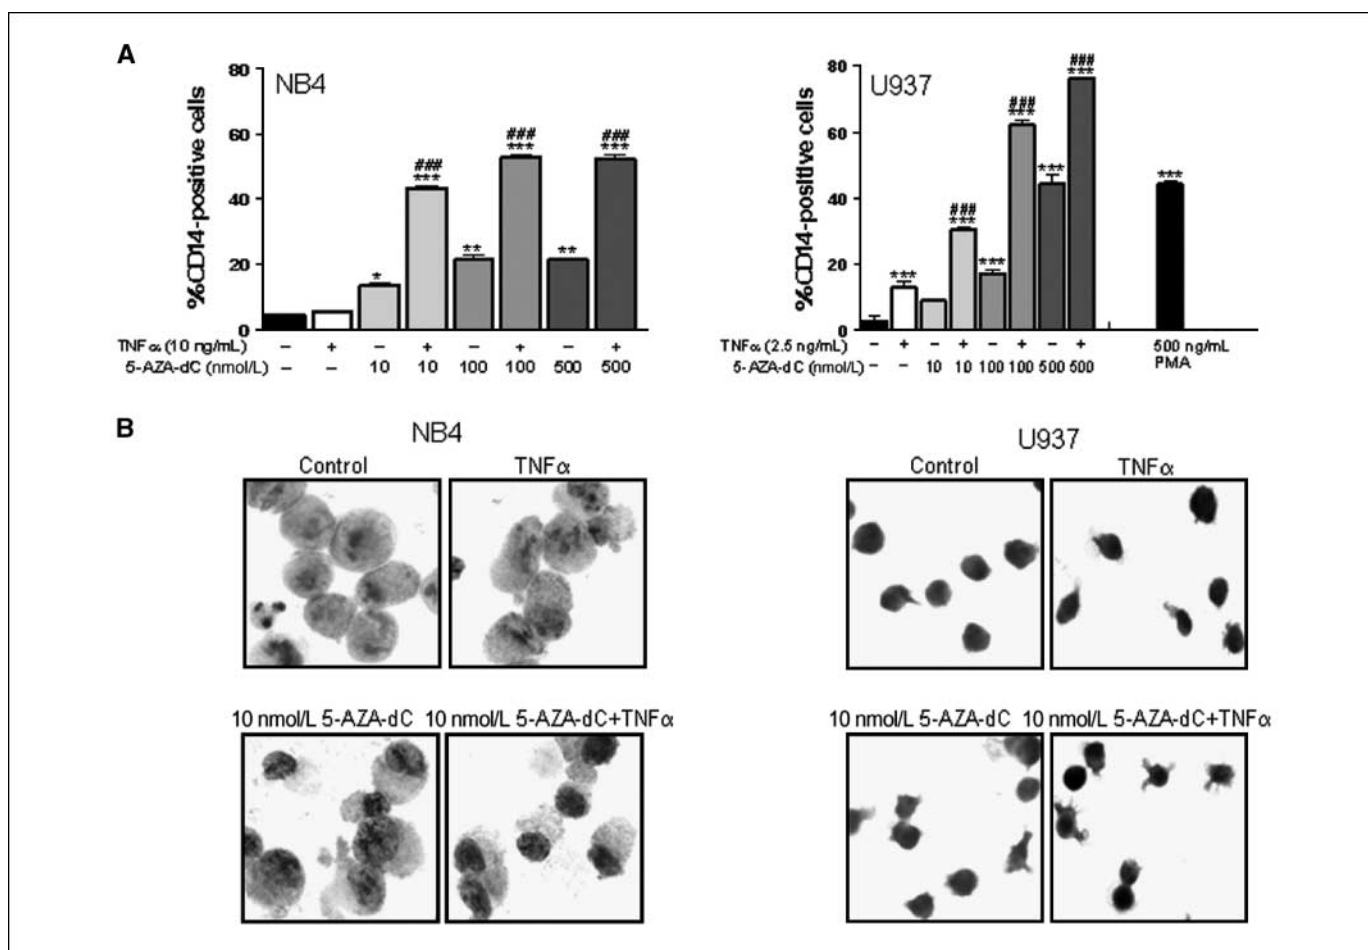 A
NB4
%CD14-positive cells
80
60
40
20
0
*
###
***
**
###
***
**
###
***
TNFα (10 ng/mL) – + – + – + – +
5-AZA-dC (nmol/L) – – 10 10 100 100 500 500
U937
%CD14-positive cells
80
60
40
20
0
***
###
***
***
###
***
***
###
***
***
TNFα (2.5 ng/mL) – + – + – + – +
5-AZA-dC (nmol/L) – – 10 10 100 100 500 500
500 ng/mL
PMA
B
NB4
Control TNFα
10 nmol/L 5-AZA-dC 10 nmol/L 5-AZA-dC+TNFα
U937
Control TNFα
10 nmol/L 5-AZA-dC 10 nmol/L 5-AZA-dC+TNFα